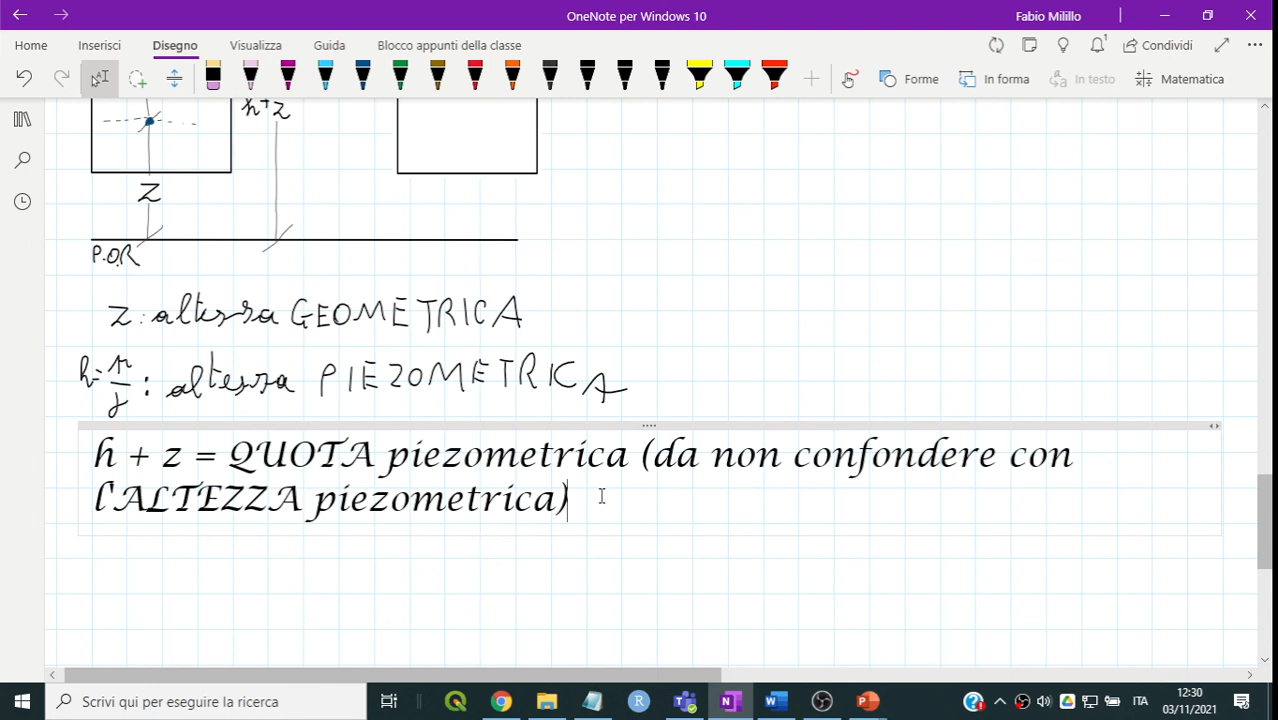 OneNote per Windows 10
Fabio Milillo
Home
Inserisci
Disegno
Visualizza
Guida
Blocco appunti della classe
Condividi
Forme
In forma
In testo
Matematica
h+z
z
P.O.R
z: altezza GEOMETRICA
h = p/γ : altezza PIEZOMETRICA
h + z = QUOTA piezometrica (da non confondere con
l'ALTEZZA piezometrica)
Scrivi qui per eseguire la ricerca
ITA
12:30
03/11/2021